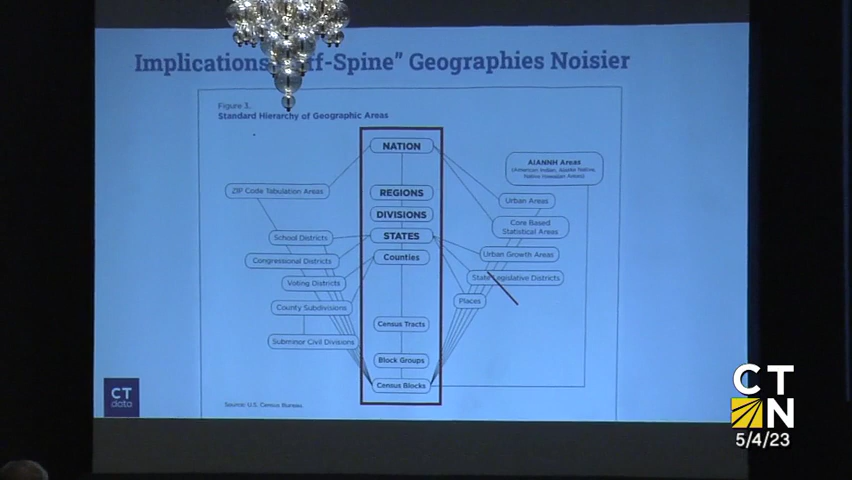 Implications ff-Spine” Geographies Noisier
Figure 3.
Standard Hierarchy of Geographic Areas
NATION
AIANNH Areas
(American Indian, Alaska Native,
Native Hawaiian Areas)
ZIP Code Tabulation Areas
REGIONS
Urban Areas
DIVISIONS
Core Based
Statistical Areas
School Districts
STATES
Congressional Districts
Counties
Urban Growth Areas
Voting Districts
State Legislative Districts
County Subdivisions
Places
Census Tracts
Subminor Civil Divisions
Block Groups
Census Blocks
CT
data
Source: U.S. Census Bureau.
CT
N
5/4/23